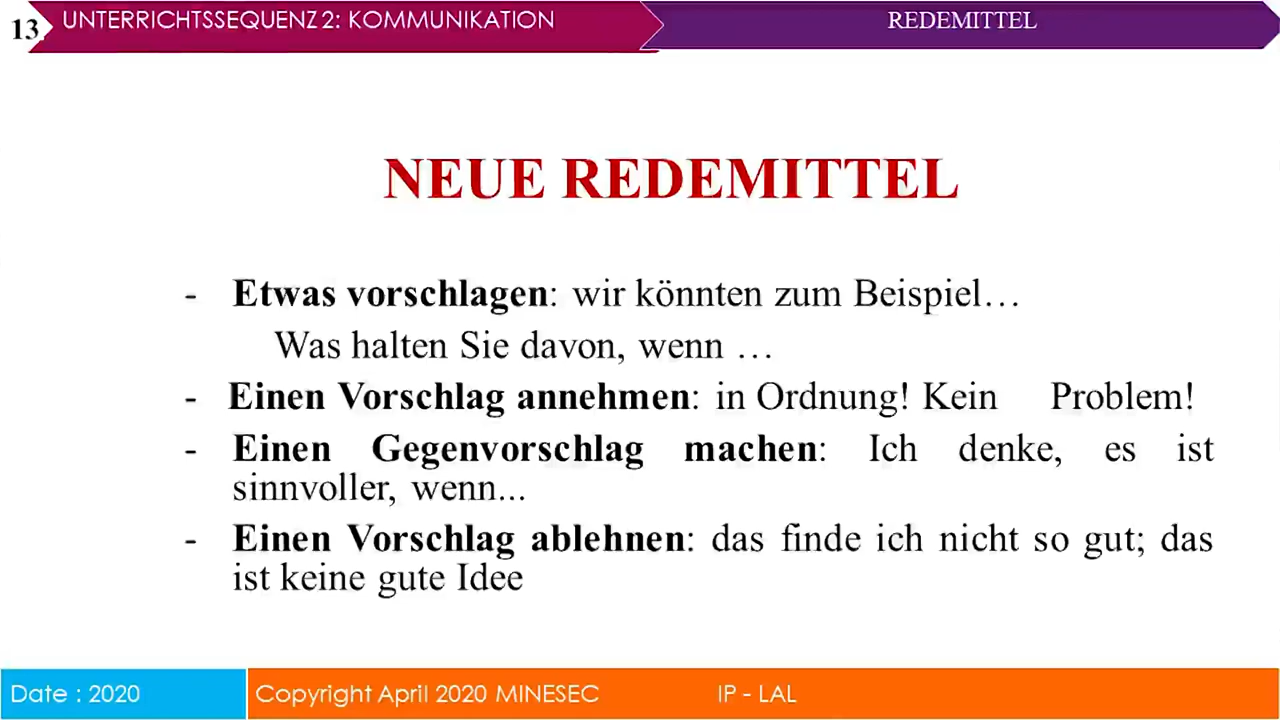 13
UNTERRICHTSSEQUENZ 2: KOMMUNIKATION
REDEMITTEL
NEUE REDEMITTEL
- Etwas vorschlagen: wir könnten zum Beispiel…
Was halten Sie davon, wenn …
- Einen Vorschlag annehmen: in Ordnung! Kein Problem!
- Einen Gegenvorschlag machen: Ich denke, es ist
sinnvoller, wenn...
- Einen Vorschlag ablehnen: das finde ich nicht so gut; das
ist keine gute Idee
Date : 2020
Copyright April 2020 MINESEC
IP - LAL